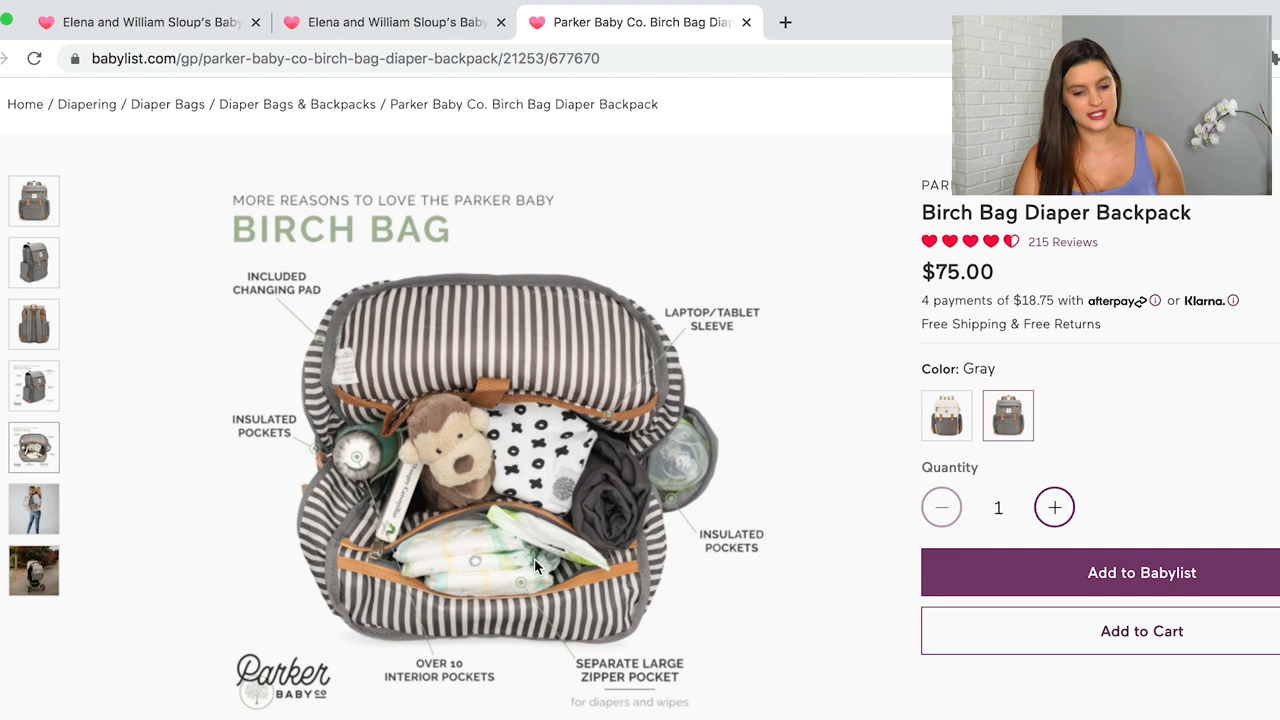 Elena and William Sloup's Baby
Elena and William Sloup's Baby
Parker Baby Co. Birch Bag Diap
babylist.com/gp/parker-baby-co-birch-bag-diaper-backpack/21253/677670
Home / Diapering / Diaper Bags / Diaper Bags & Backpacks / Parker Baby Co. Birch Bag Diaper Backpack
MORE REASONS TO LOVE THE PARKER BABY
BIRCH BAG
INCLUDED
CHANGING PAD
LAPTOP/TABLET
SLEEVE
INSULATED
POCKETS
Hungry Caterpillar
INSULATED
POCKETS
OVER 10
INTERIOR POCKETS
SEPARATE LARGE
ZIPPER POCKET
for diapers and wipes
Parker
BABY CO
PAR
Birch Bag Diaper Backpack
215 Reviews
$75.00
4 payments of $18.75 with afterpay or Klarna.
Free Shipping & Free Returns
Color: Gray
Quantity
1
Add to Babylist
Add to Cart